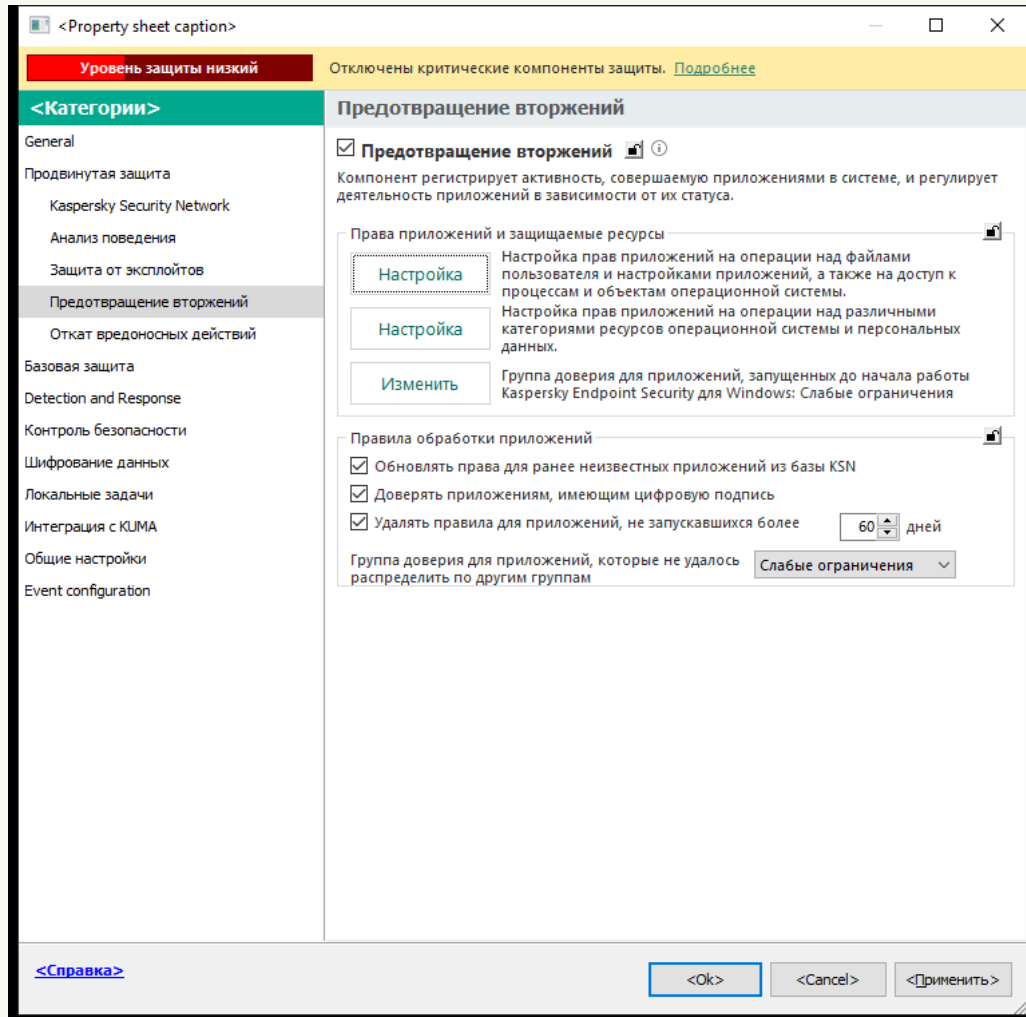 <Property sheet caption>
Уровень защиты низкий
Отключены критические компоненты защиты. Подробнее
<Категории>
General
Продвинутая защита
Kaspersky Security Network
Анализ поведения
Защита от эксплойтов
Предотвращение вторжений
Откат вредоносных действий
Базовая защита
Detection and Response
Контроль безопасности
Шифрование данных
Локальные задачи
Интеграция с KUMA
Общие настройки
Event configuration
Предотвращение вторжений
Предотвращение вторжений
Компонент регистрирует активность, совершаемую приложениями в системе, и регулирует
деятельность приложений в зависимости от их статуса.
Права приложений и защищаемые ресурсы
Настройка
Настройка прав приложений на операции над файлами
пользователя и настройками приложений, а также на доступ к
процессам и объектам операционной системы.
Настройка
Настройка прав приложений на операции над различными
категориями ресурсов операционной системы и персональных
данных.
Изменить
Группа доверия для приложений, запущенных до начала работы
Kaspersky Endpoint Security для Windows: Слабые ограничения
Правила обработки приложений
Обновлять права для ранее неизвестных приложений из базы KSN
Доверять приложениям, имеющим цифровую подпись
Удалять правила для приложений, не запускавшихся более 60 дней
Группа доверия для приложений, которые не удалось
распределить по другим группам
Слабые ограничения
<Справка>
<Ok>
<Cancel>
<Применить>